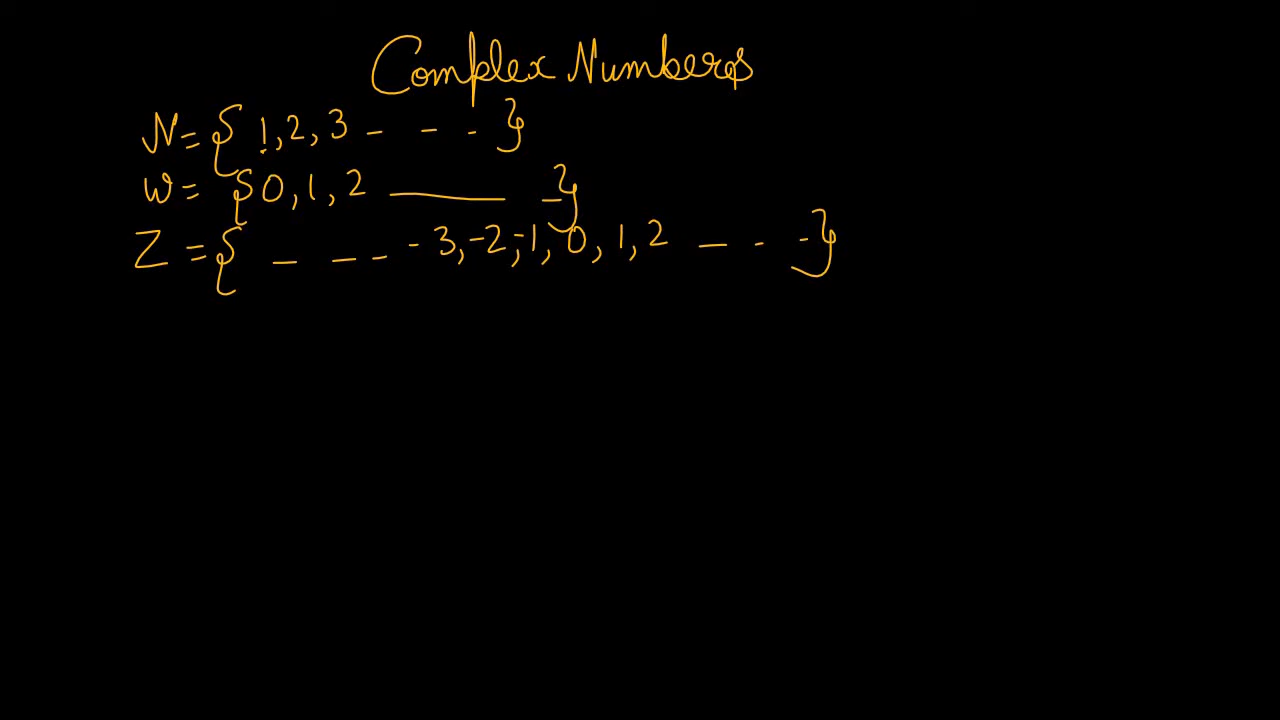 Complex Numbers
N = { 1, 2, 3 - - - }
W = { 0, 1, 2 —— - }
Z = { - - - - 3, -2, -1, 0, 1, 2 - - - }